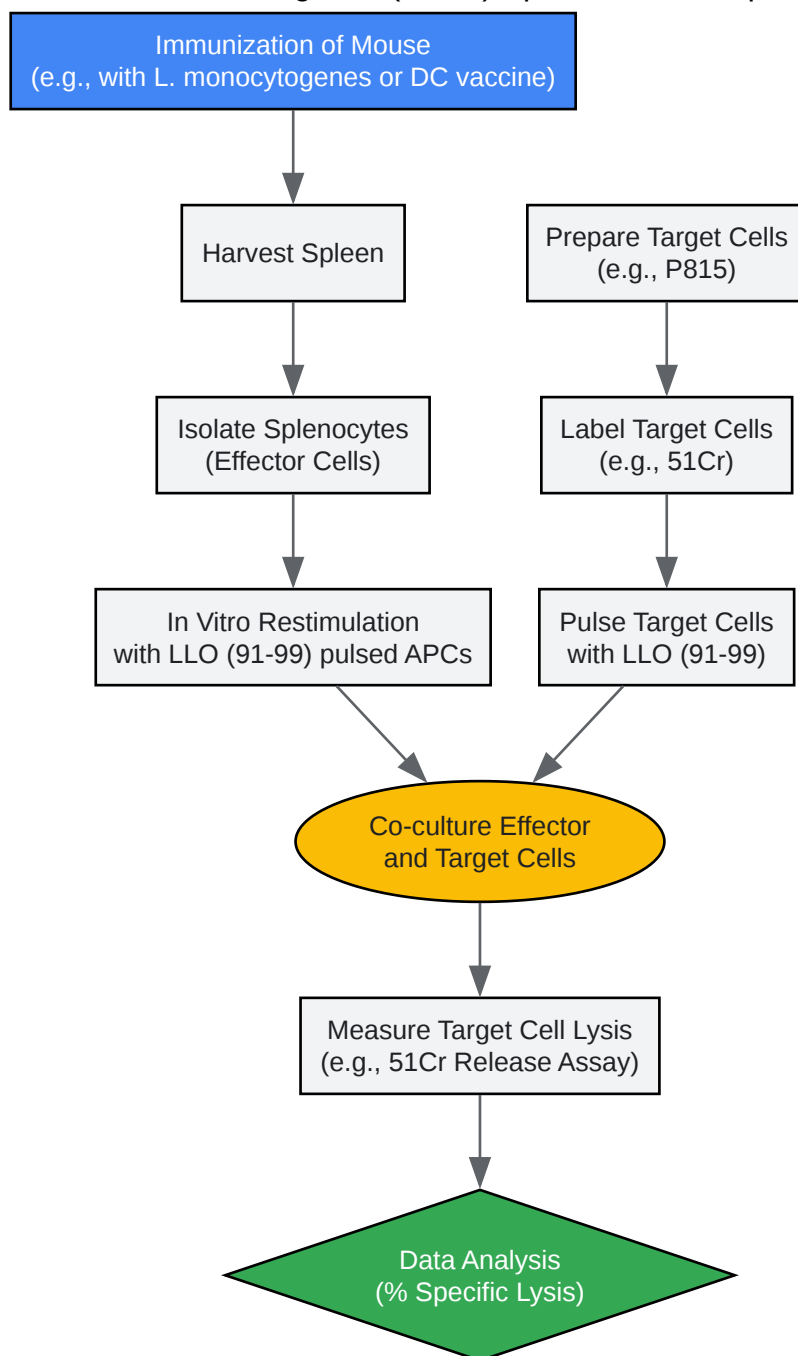 Immunization of Mouse
(e.g., with L. monocytogenes or DC vaccine)
Harvest Spleen
Prepare Target Cells
(e.g., P815)
Isolate Splenocytes
(Effector Cells)
Label Target Cells
(e.g., 51Cr)
In Vitro Restimulation
with LLO (91-99) pulsed APCs
Pulse Target Cells
with LLO (91-99)
Co-culture Effector
and Target Cells
Measure Target Cell Lysis
(e.g., 51Cr Release Assay)
Data Analysis
(% Specific Lysis)